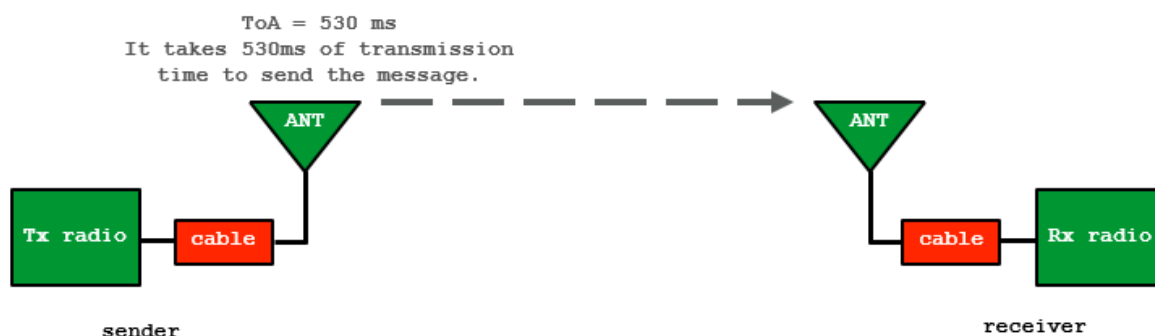 ToA = 530 ms
It takes 530ms of transmission
time to send the message.
ANT
ANT
Tx radio
cable
cable
Rx radio
sender
receiver